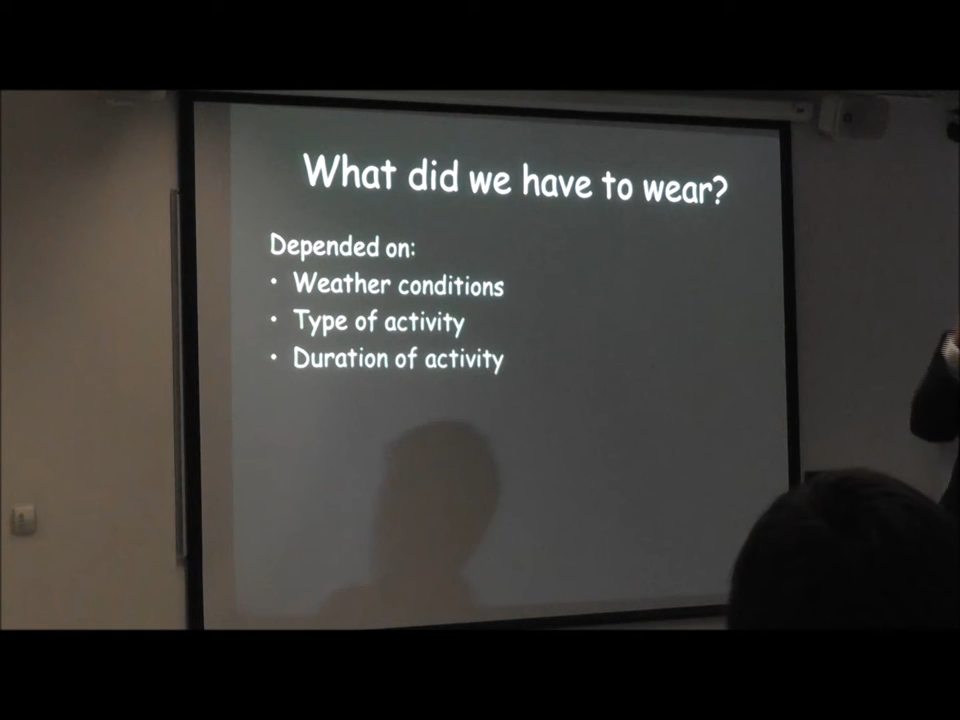 What did we have to wear?
Depended on:
• Weather conditions
• Type of activity
• Duration of activity